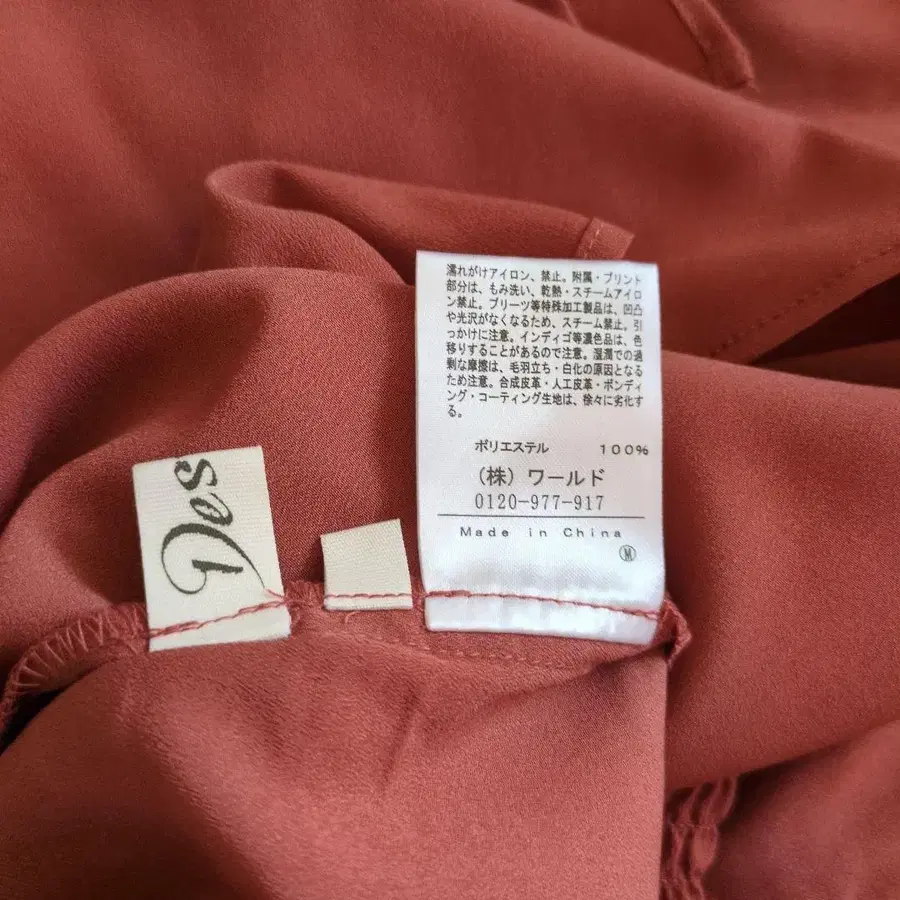 濡れがけアイロン、禁止。附属・プリント
部分は、もみ洗い、乾熱・スチームアイロ
ン禁止。プリーツ等特殊加工製品は、凹凸
や光沢がなくなるため、スチーム禁止。引
っかけに注意。インディゴ等濃色品は、色
移りすることがあるので注意。湿潤での過
剰な摩擦は、毛羽立ち・白化の原因となる
ため注意。合成皮革・人工皮革・ボンディ
ング・コーティング生地は、徐々に劣化す
る。
ポリエステル 100%
(株) ワールド
0120-977-917
Made in China
Ⓜ
Des